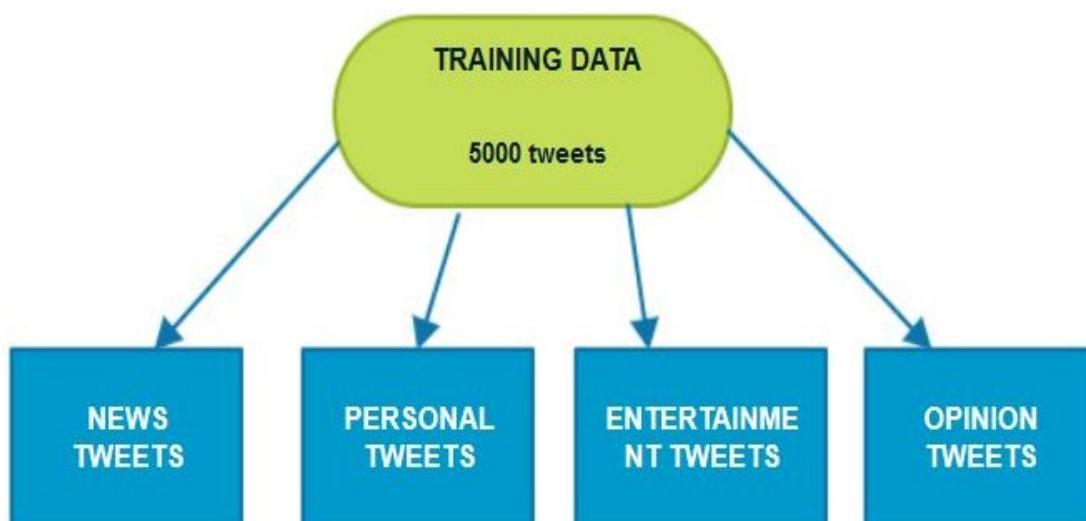 TRAINING DATA
5000 tweets
NEWS
TWEETS
PERSONAL
TWEETS
ENTERTAINME
NT TWEETS
OPINION
TWEETS